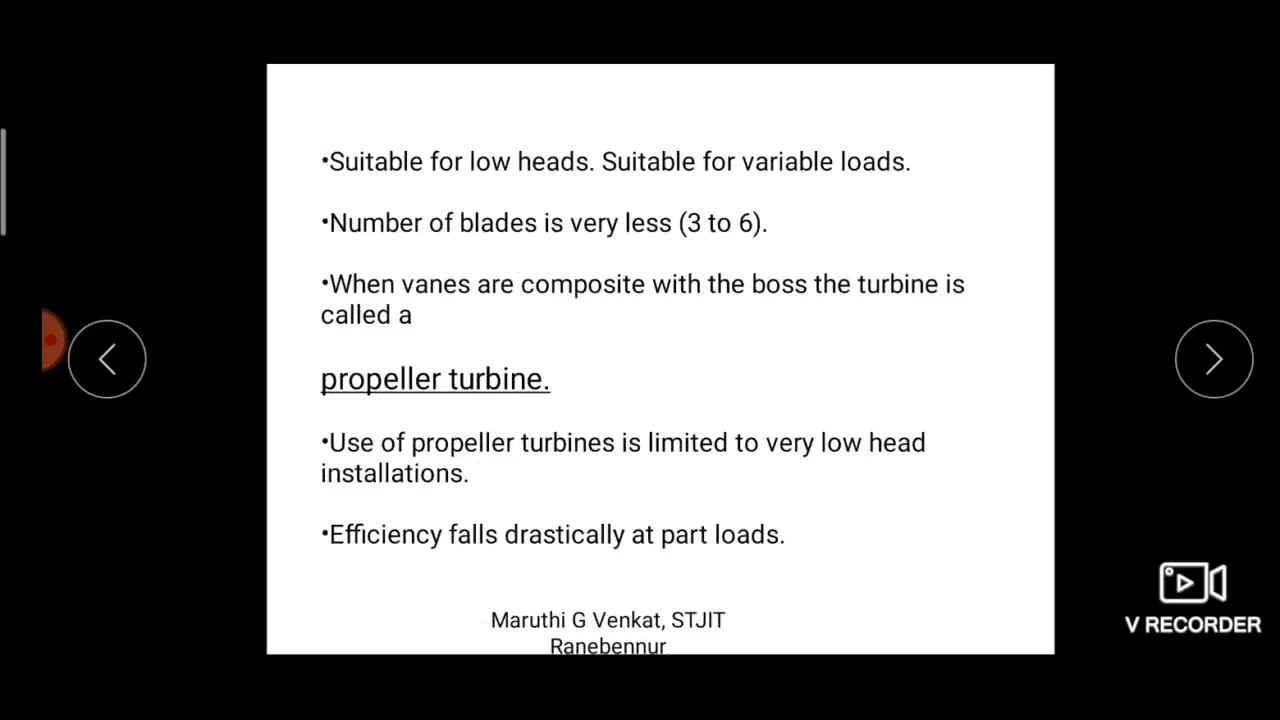 •Suitable for low heads. Suitable for variable loads.
•Number of blades is very less (3 to 6).
•When vanes are composite with the boss the turbine is
called a
propeller turbine.
•Use of propeller turbines is limited to very low head
installations.
•Efficiency falls drastically at part loads.
Maruthi G Venkat, STJIT
Ranebennur
V RECORDER